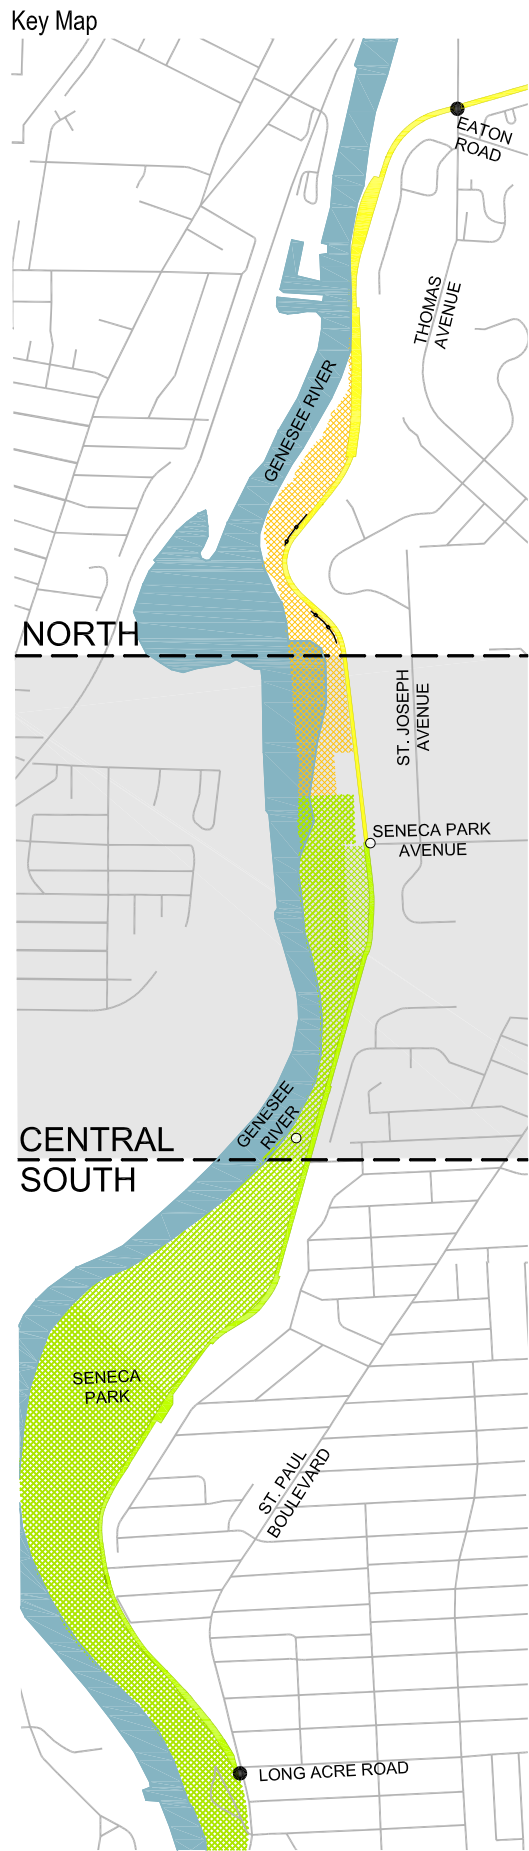 Key Map
EATON
ROAD
THOMAS
AVENUE
GENESEE RIVER
NORTH
ST. JOSEPH
AVENUE
SENECA PARK
AVENUE
GENESEE
RIVER
CENTRAL
SOUTH
SENECA
PARK
ST. PAUL
BOULEVARD
LONG ACRE ROAD